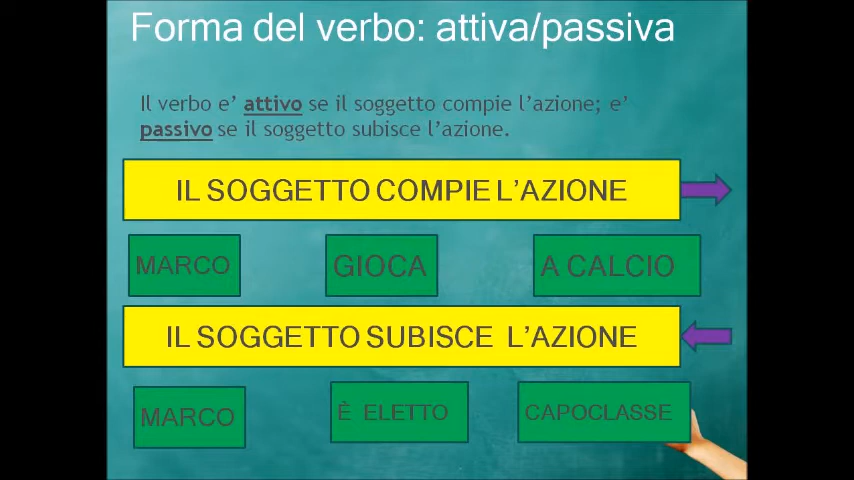 Forma del verbo: attiva/passiva
Il verbo e’ attivo se il soggetto compie l’azione; e’
passivo se il soggetto subisce l’azione.
IL SOGGETTO COMPIE L’AZIONE
MARCO GIOCA A CALCIO
IL SOGGETTO SUBISCE L’AZIONE
MARCO È ELETTO CAPOCLASSE